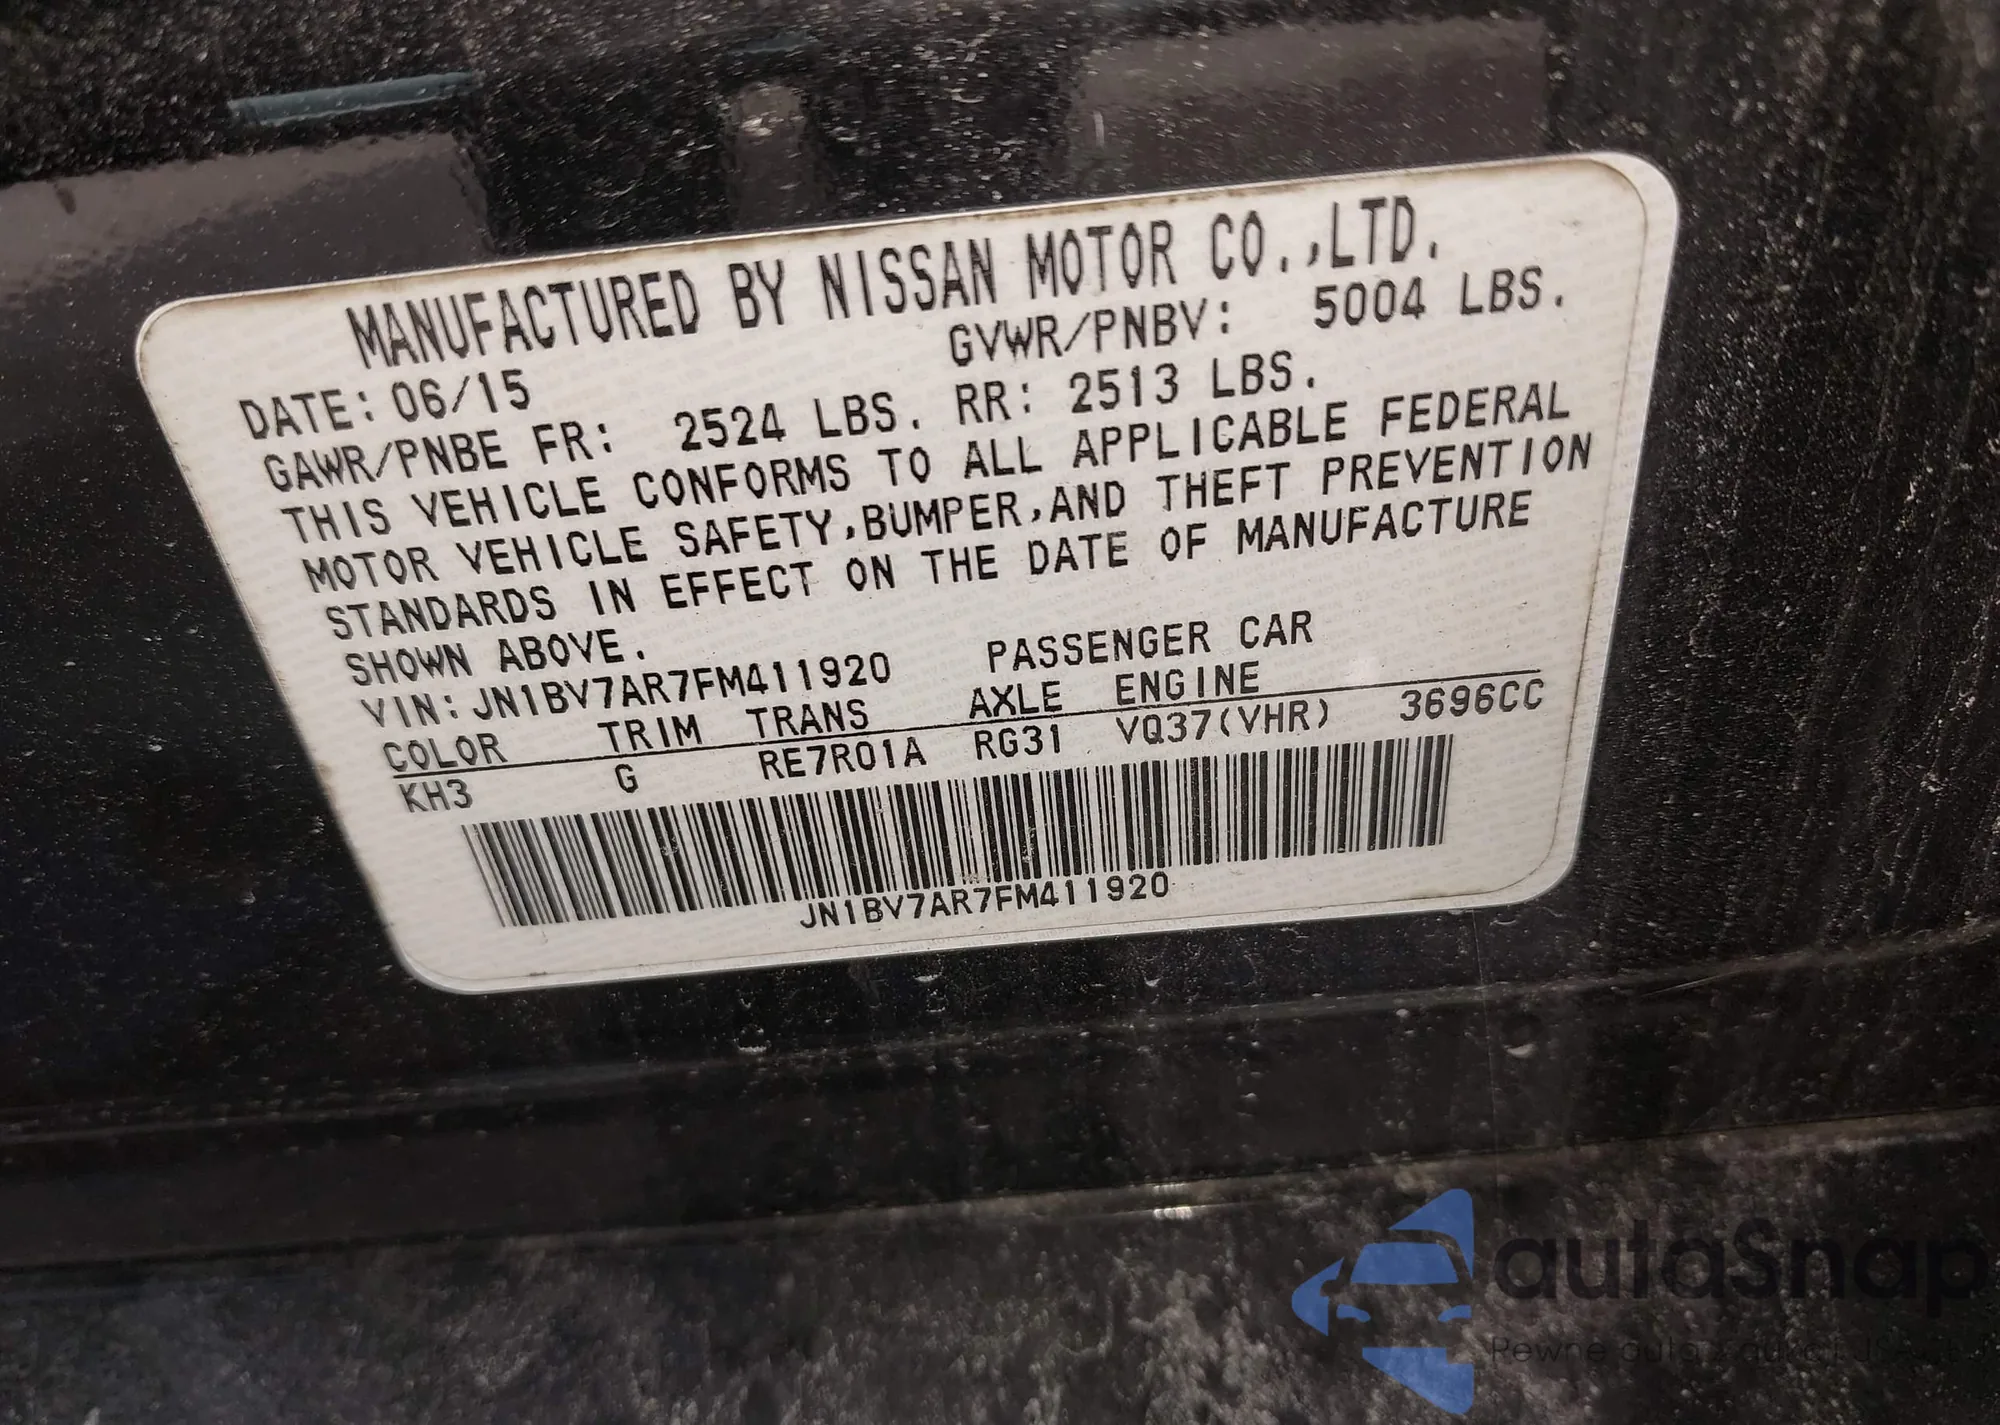 MANUFACTURED BY NISSAN MOTOR CO.,LTD.
DATE: 06/15 GVWR/PNBV: 5004 LBS.
GAWR/PNBE FR: 2524 LBS. RR: 2513 LBS.
THIS VEHICLE CONFORMS TO ALL APPLICABLE FEDERAL
MOTOR VEHICLE SAFETY,BUMPER,AND THEFT PREVENTION
STANDARDS IN EFFECT ON THE DATE OF MANUFACTURE
SHOWN ABOVE.
VIN: JN1BV7AR7FM411920 PASSENGER CAR
COLOR TRIM TRANS AXLE ENGINE
KH3 G RE7R01A RG31 VQ37(VHR) 3696CC
JN1BV7AR7FM411920
autaSnap
Pewne auta z aukcji